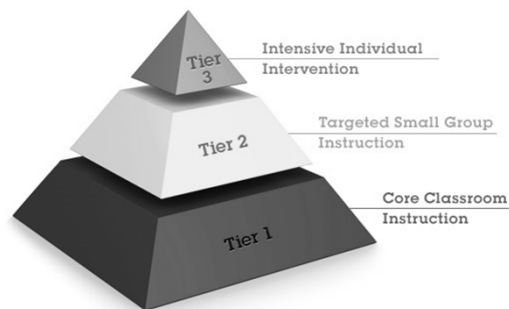 Tier
3
Intensive Individual
Intervention
Tier 2
Targeted Small Group
Instruction
Tier 1
Core Classroom
Instruction